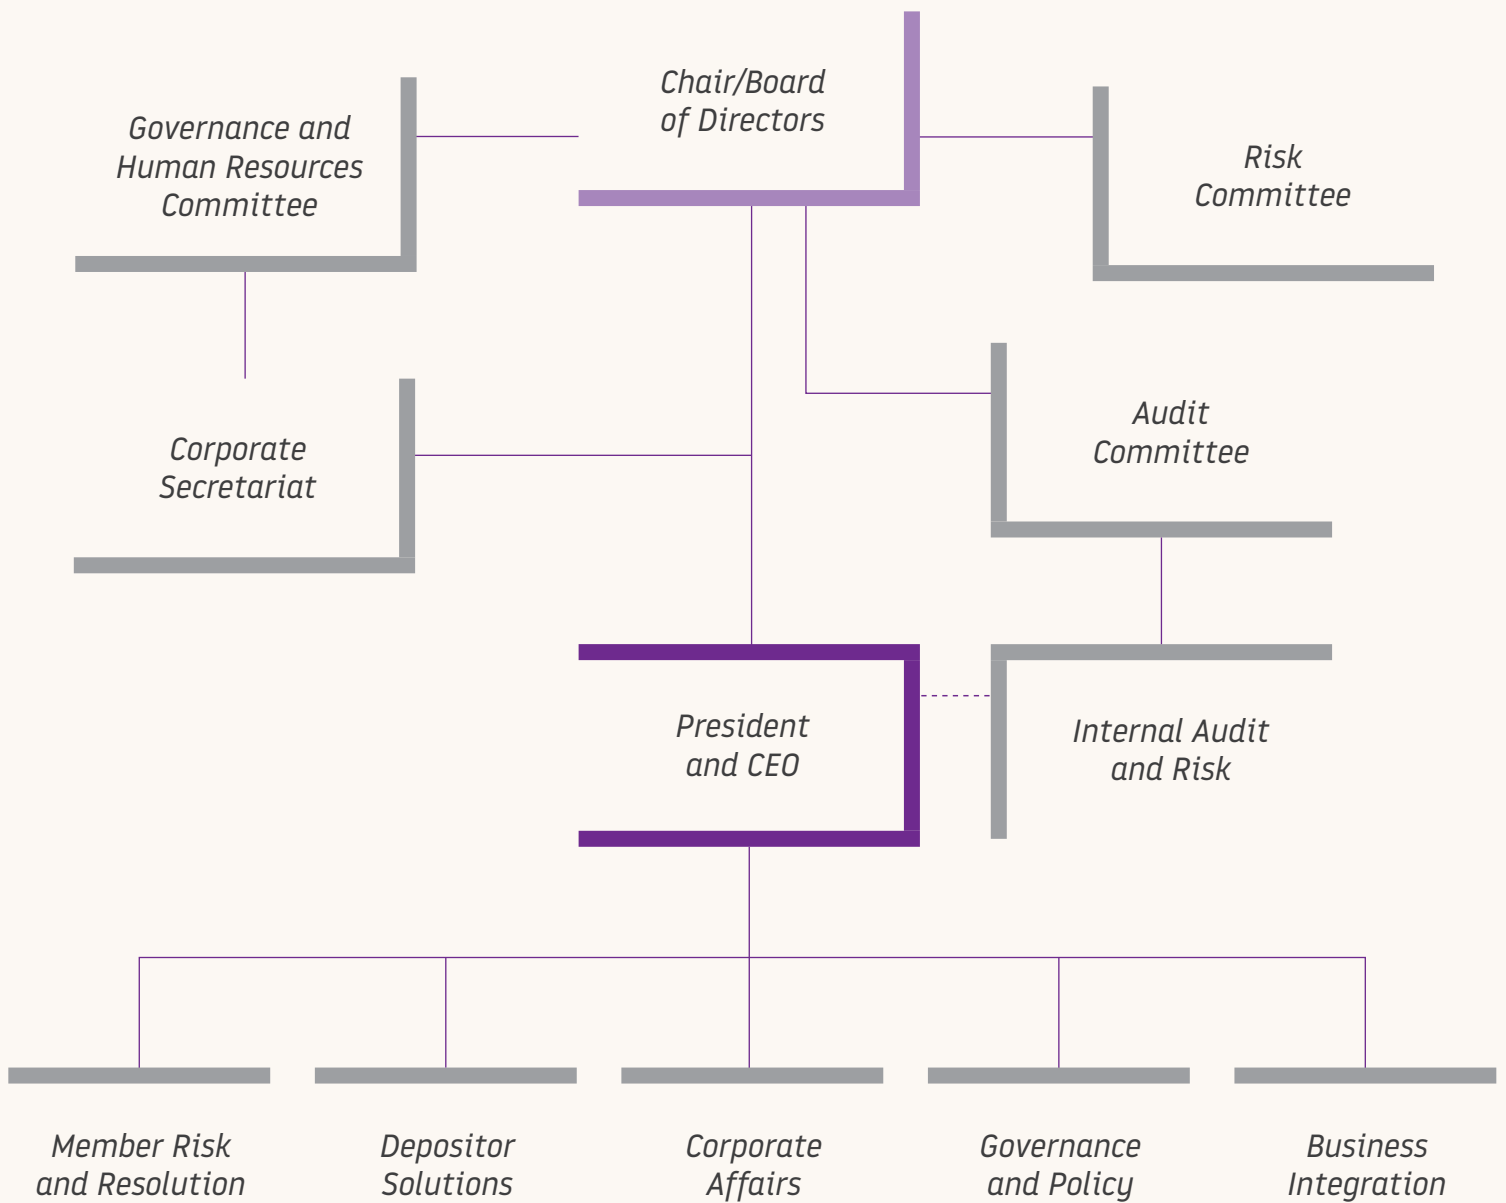 Chair/Board
of Directors
Governance and
Human Resources
Committee
Risk
Committee
Audit
Committee
Corporate
Secretariat
President
and CEO
Internal Audit
and Risk
Member Risk
and Resolution
Depositor
Solutions
Corporate
Affairs
Governance
and Policy
Business
Integration